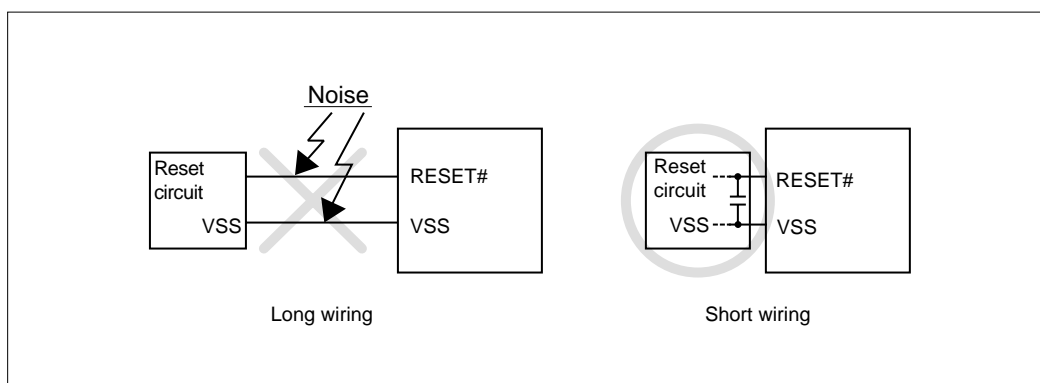 Noise
Reset
circuit
VSS
RESET#
VSS
Long wiring
Reset
circuit
VSS
RESET#
VSS
Short wiring